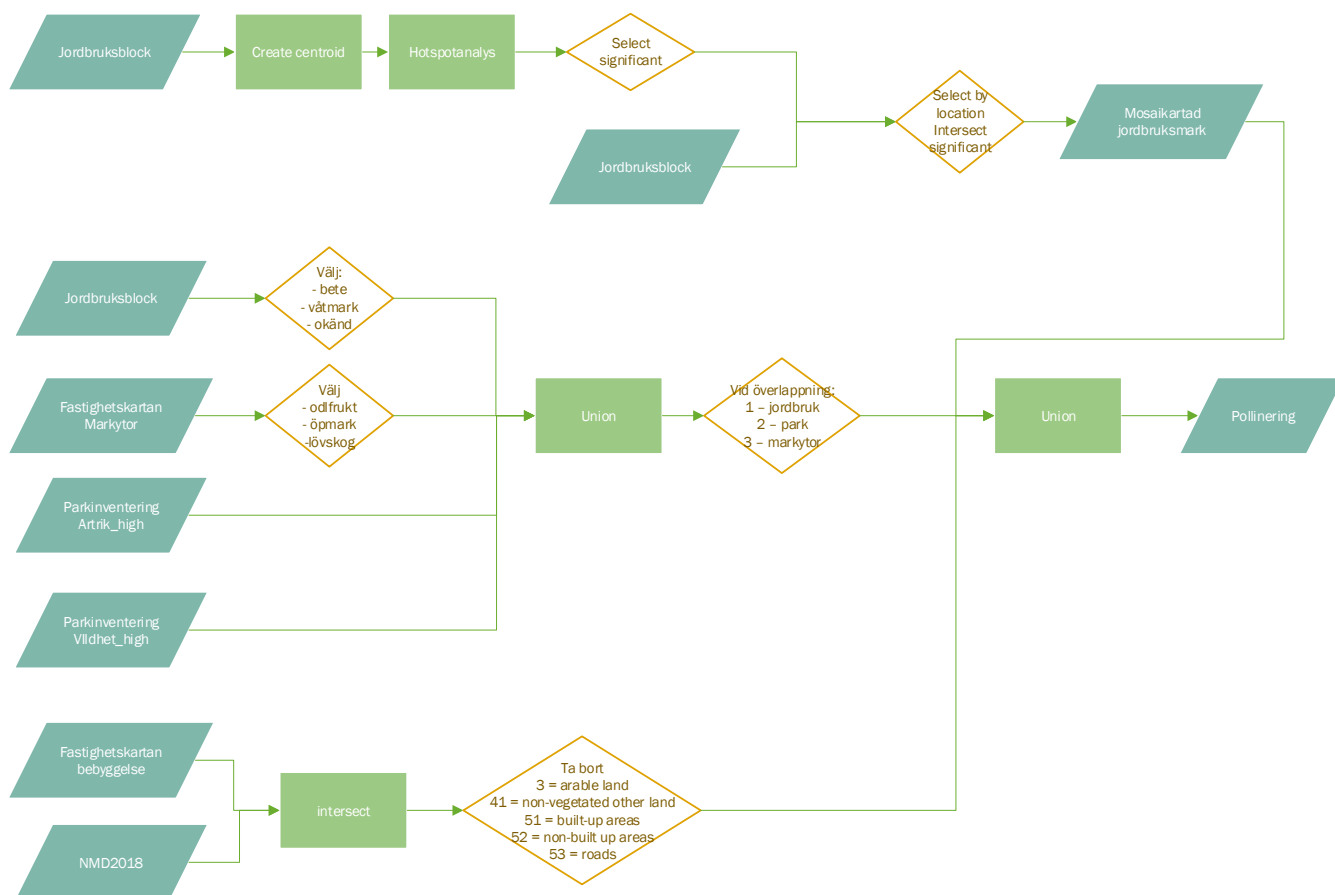 Jordbruksblock
Create centroid
Hotspotanalys
Select
significant
Jordbruksblock
Select by
location
Intersect
significant
Mosaikartad
jordbruksmark
Jordbruksblock
Välj:
- bete
- våtmark
- okänd
Fastighetskartan
Markytor
Välj
- odlfrukt
- öpmark
-lövskog
Parkinventering
Artrik_high
Parkinventering
VIldhet_high
Union
Vid överlappning:
1 – jordbruk
2 – park
3 – markytor
Union
Pollinering
Fastighetskartan
bebyggelse
NMD2018
intersect
Ta bort
3 = arable land
41 = non-vegetated other land
51 = built-up areas
52 = non-built up areas
53 = roads